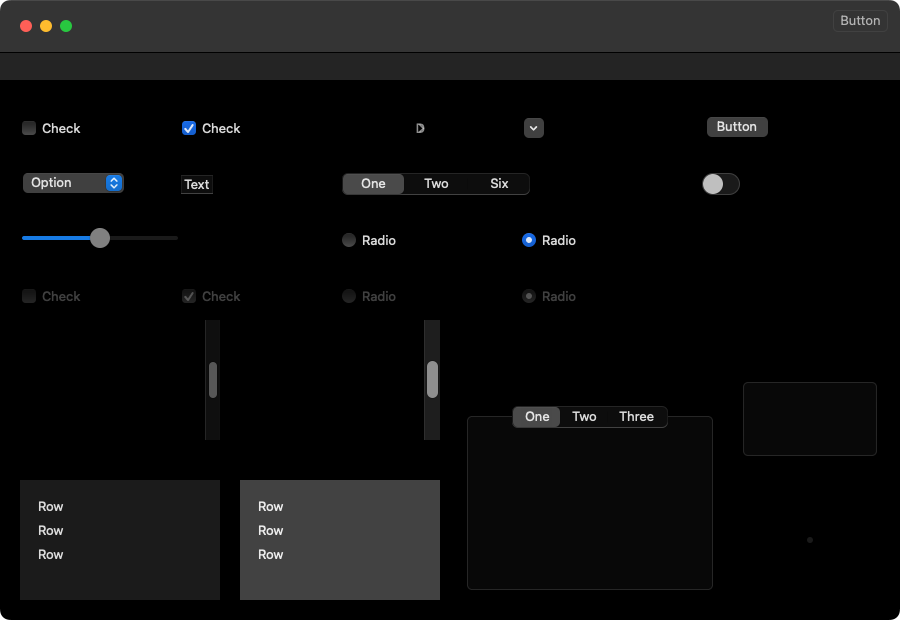 Button
Check
Check
Button
Option
Text
One
Two
Six
Radio
Radio
Check
Check
Radio
Radio
One
Two
Three
Row
Row
Row
Row
Row
Row